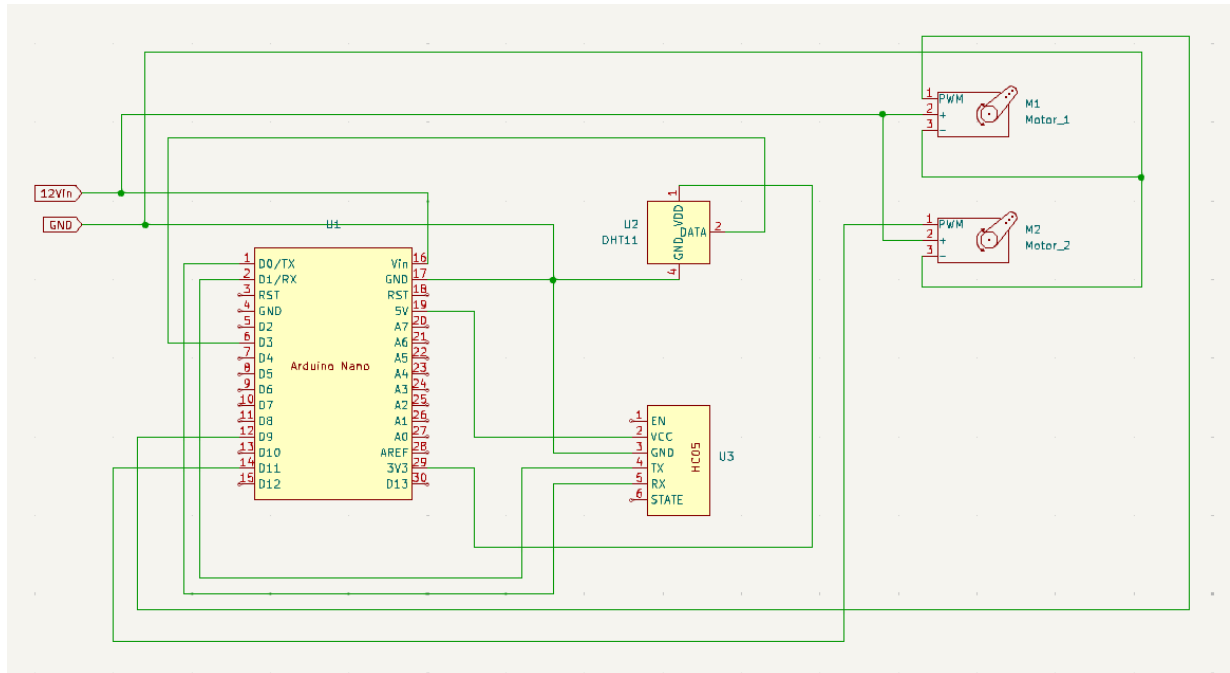 12Vin
GND
U1
Arduino Nano
1 D0/TX
2 D1/RX
3 RST
4 GND
5 D2
6 D3
7 D4
8 D5
9 D6
10 D7
11 D8
12 D9
13 D10
14 D11
15 D12
Vin 16
GND 17
RST 18
5V 19
A7 20
A6 21
A5 22
A4 23
A3 24
A2 25
A1 26
A0 27
AREF 28
3V3 29
D13 30
U2
DHT11
1 VDD
DATA 2
GND 4
U3
HC05
1 EN
2 VCC
3 GND
4 TX
5 RX
6 STATE
1 PWM
2 +
3 -
M1
Motor_1
1 PWM
2 +
3 -
M2
Motor_2